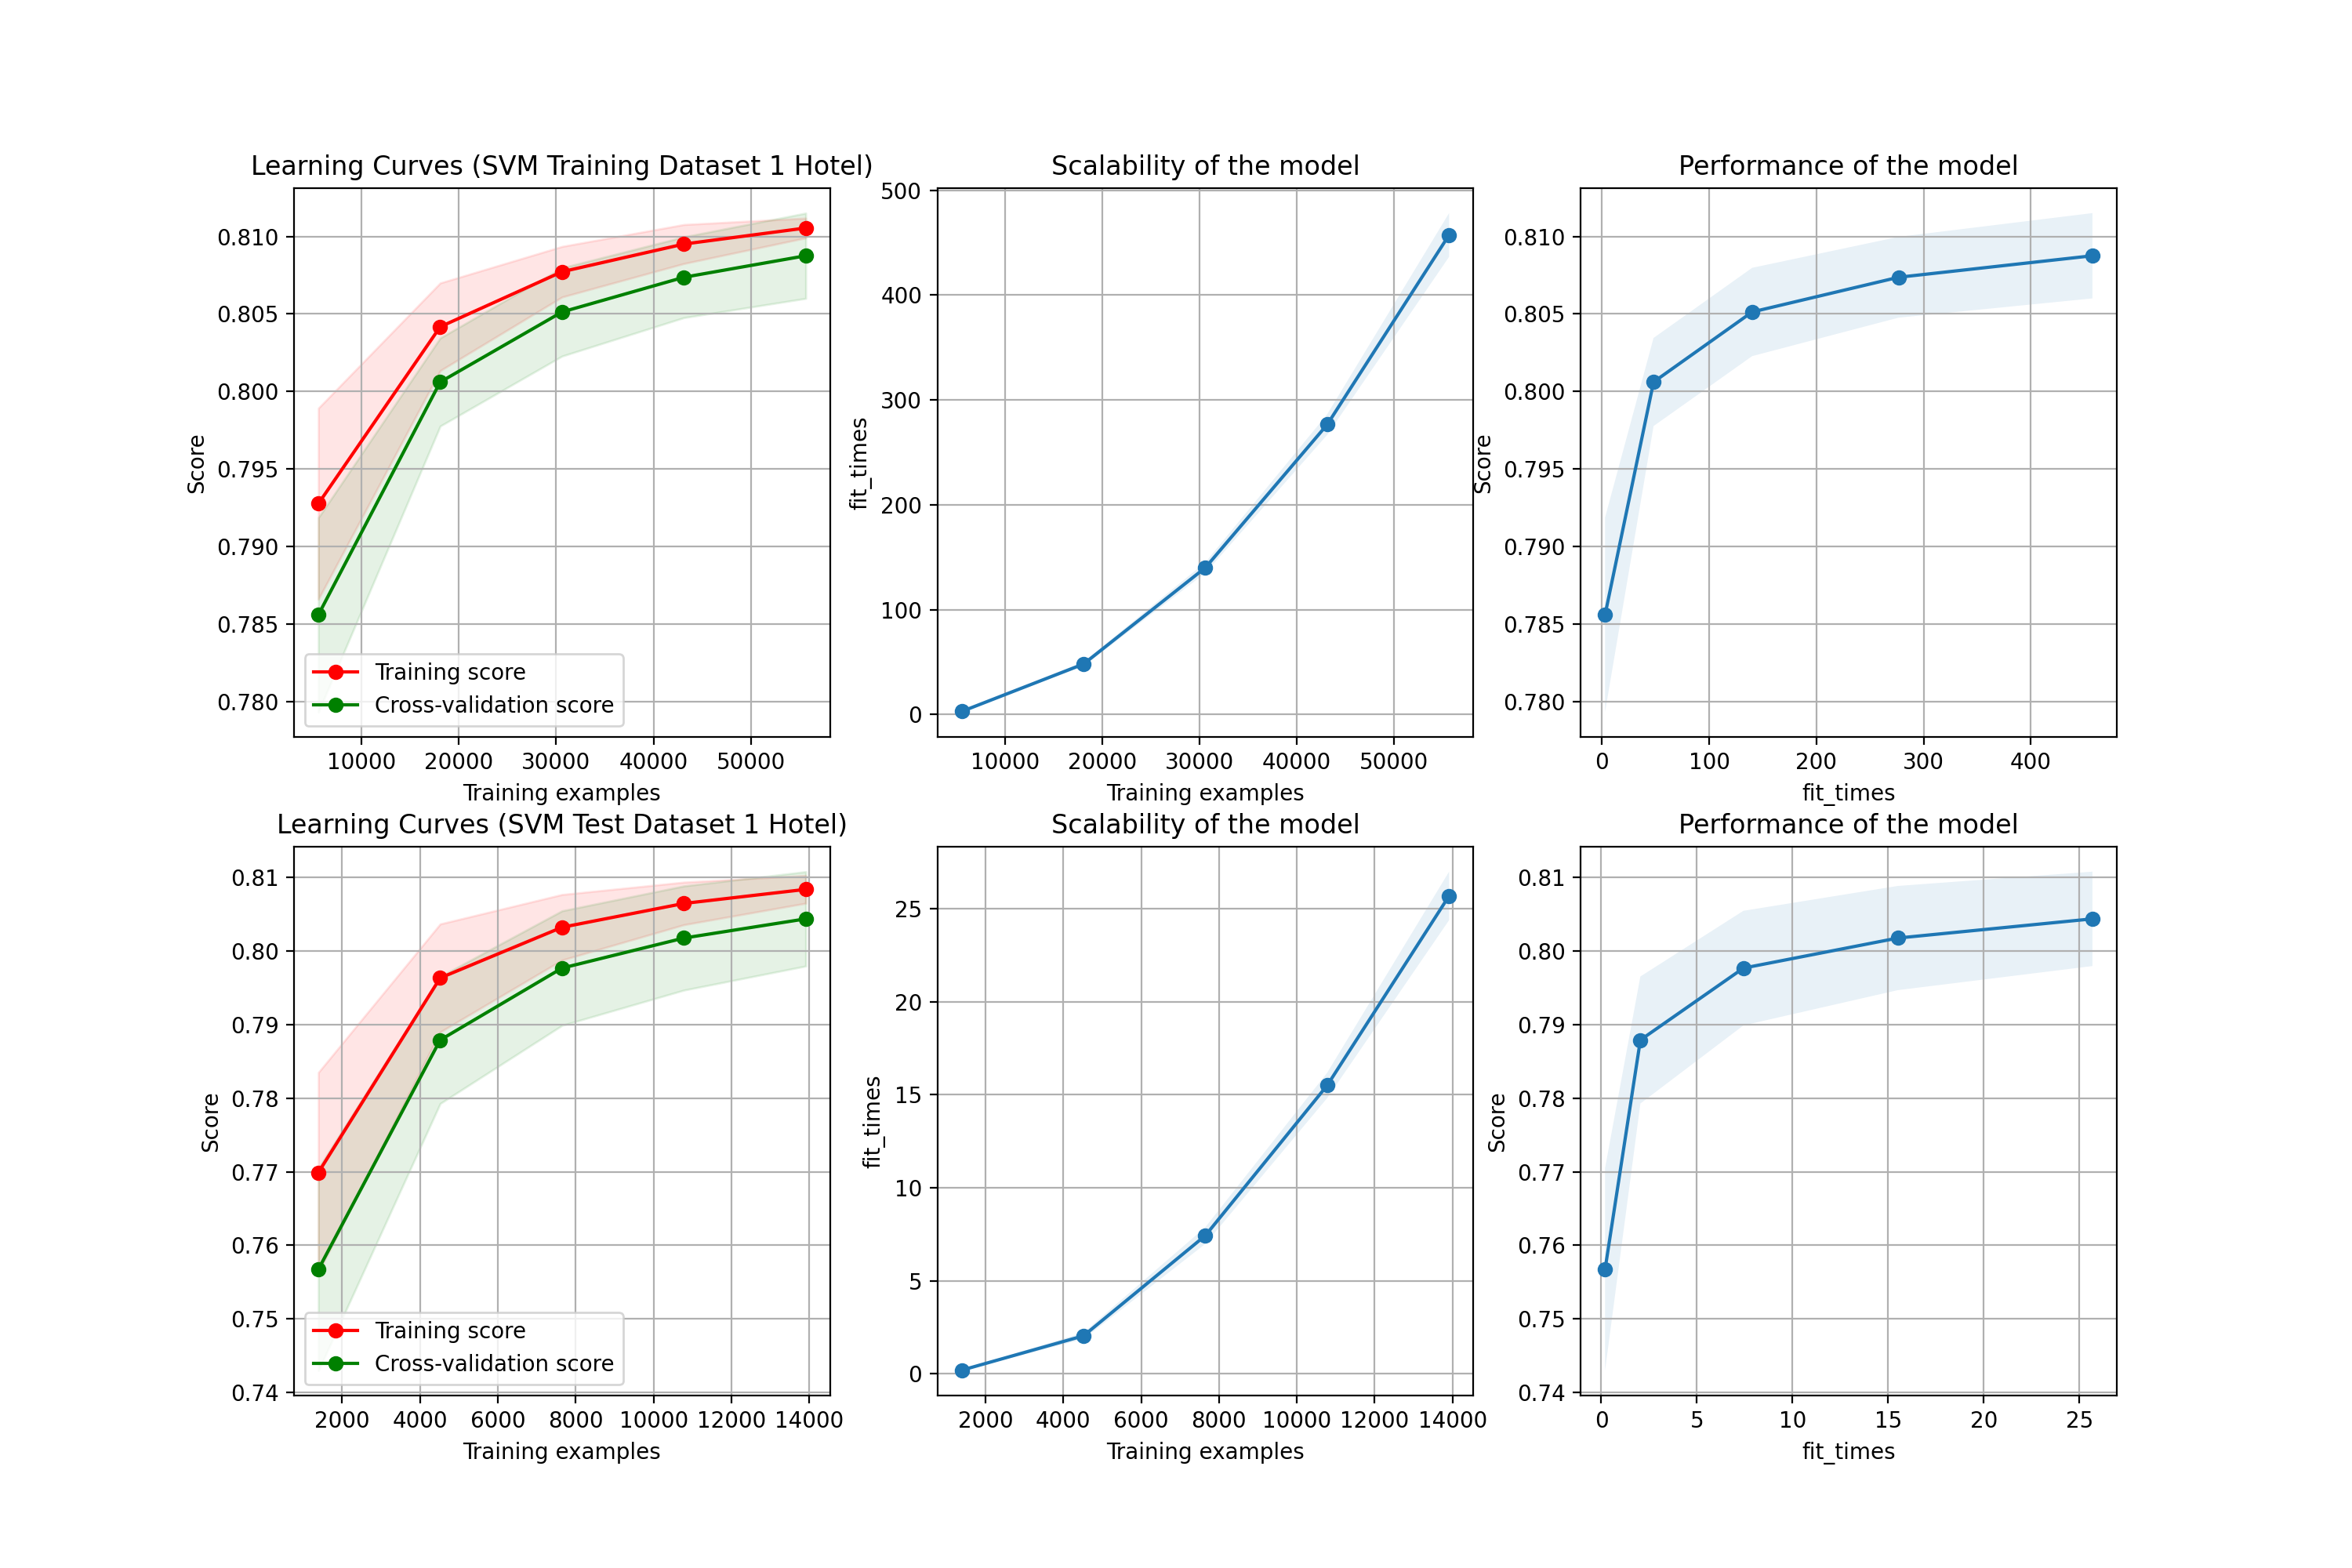 Learning Curves (SVM Training Dataset 1 Hotel)
Score
0.810
0.805
0.800
0.795
0.790
0.785
0.780
Training score
Cross-validation score
10000 20000 30000 40000 50000
Training examples
Scalability of the model
fit_times
500
400
300
200
100
0
10000 20000 30000 40000 50000
Training examples
Performance of the model
Score
0.810
0.805
0.800
0.795
0.790
0.785
0.780
0 100 200 300 400
fit_times
Learning Curves (SVM Test Dataset 1 Hotel)
Score
0.81
0.80
0.79
0.78
0.77
0.76
0.75
0.74
Training score
Cross-validation score
2000 4000 6000 8000 10000 12000 14000
Training examples
Scalability of the model
fit_times
25
20
15
10
5
0
2000 4000 6000 8000 10000 12000 14000
Training examples
Performance of the model
Score
0.81
0.80
0.79
0.78
0.77
0.76
0.75
0.74
0 5 10 15 20 25
fit_times